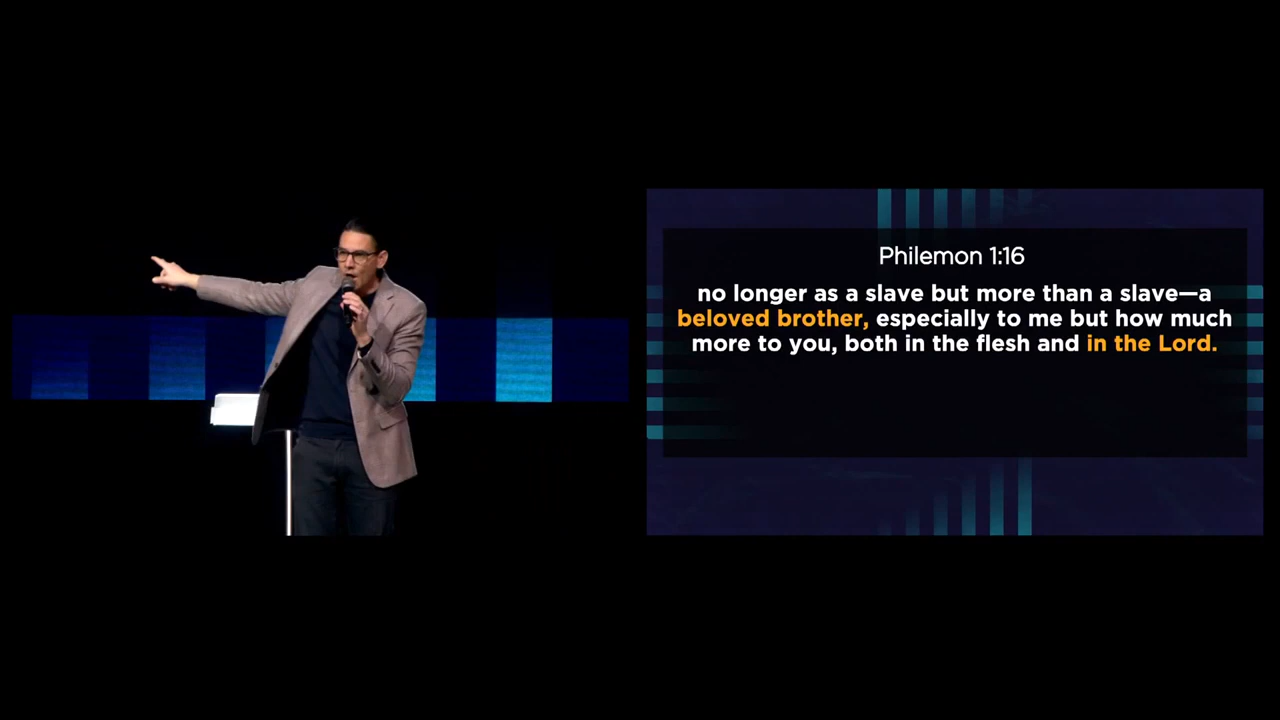 Philemon 1:16
no longer as a slave but more than a slave—a
beloved brother, especially to me but how much
more to you, both in the flesh and in the Lord.